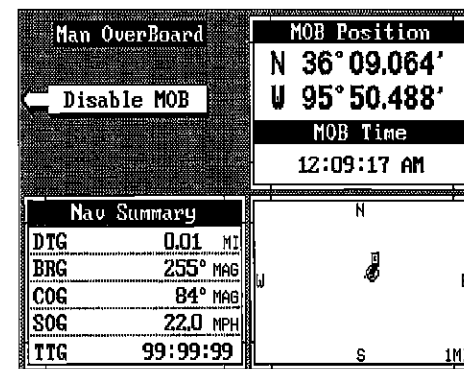 Man OverBoard
Disable MOB
MOB Position
N 36° 09.064'
W 95° 50.488'
MOB Time
12:09:17 AM
Nav Summary
DTG 0.01 MI
BRG 255° MAG
COG 84° MAG
SOG 22.0 MPH
TTG 99:99:99
N
W
S 1M